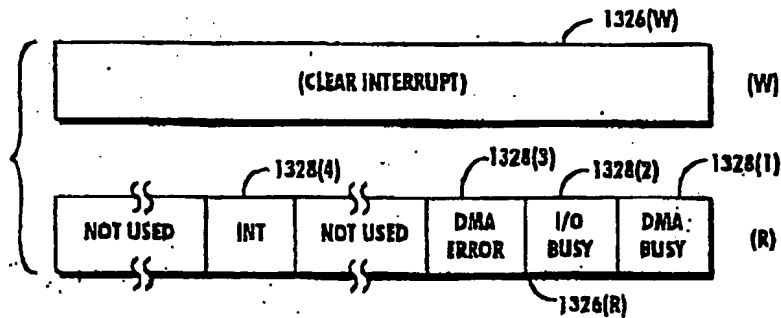 1326(W)
(CLEAR INTERRUPT) (W)
1328(4) 1328(3) 1328(2) 1328(1)
NOT USED INT NOT USED DMA ERROR I/O BUSY DMA BUSY (R)
1326(R)